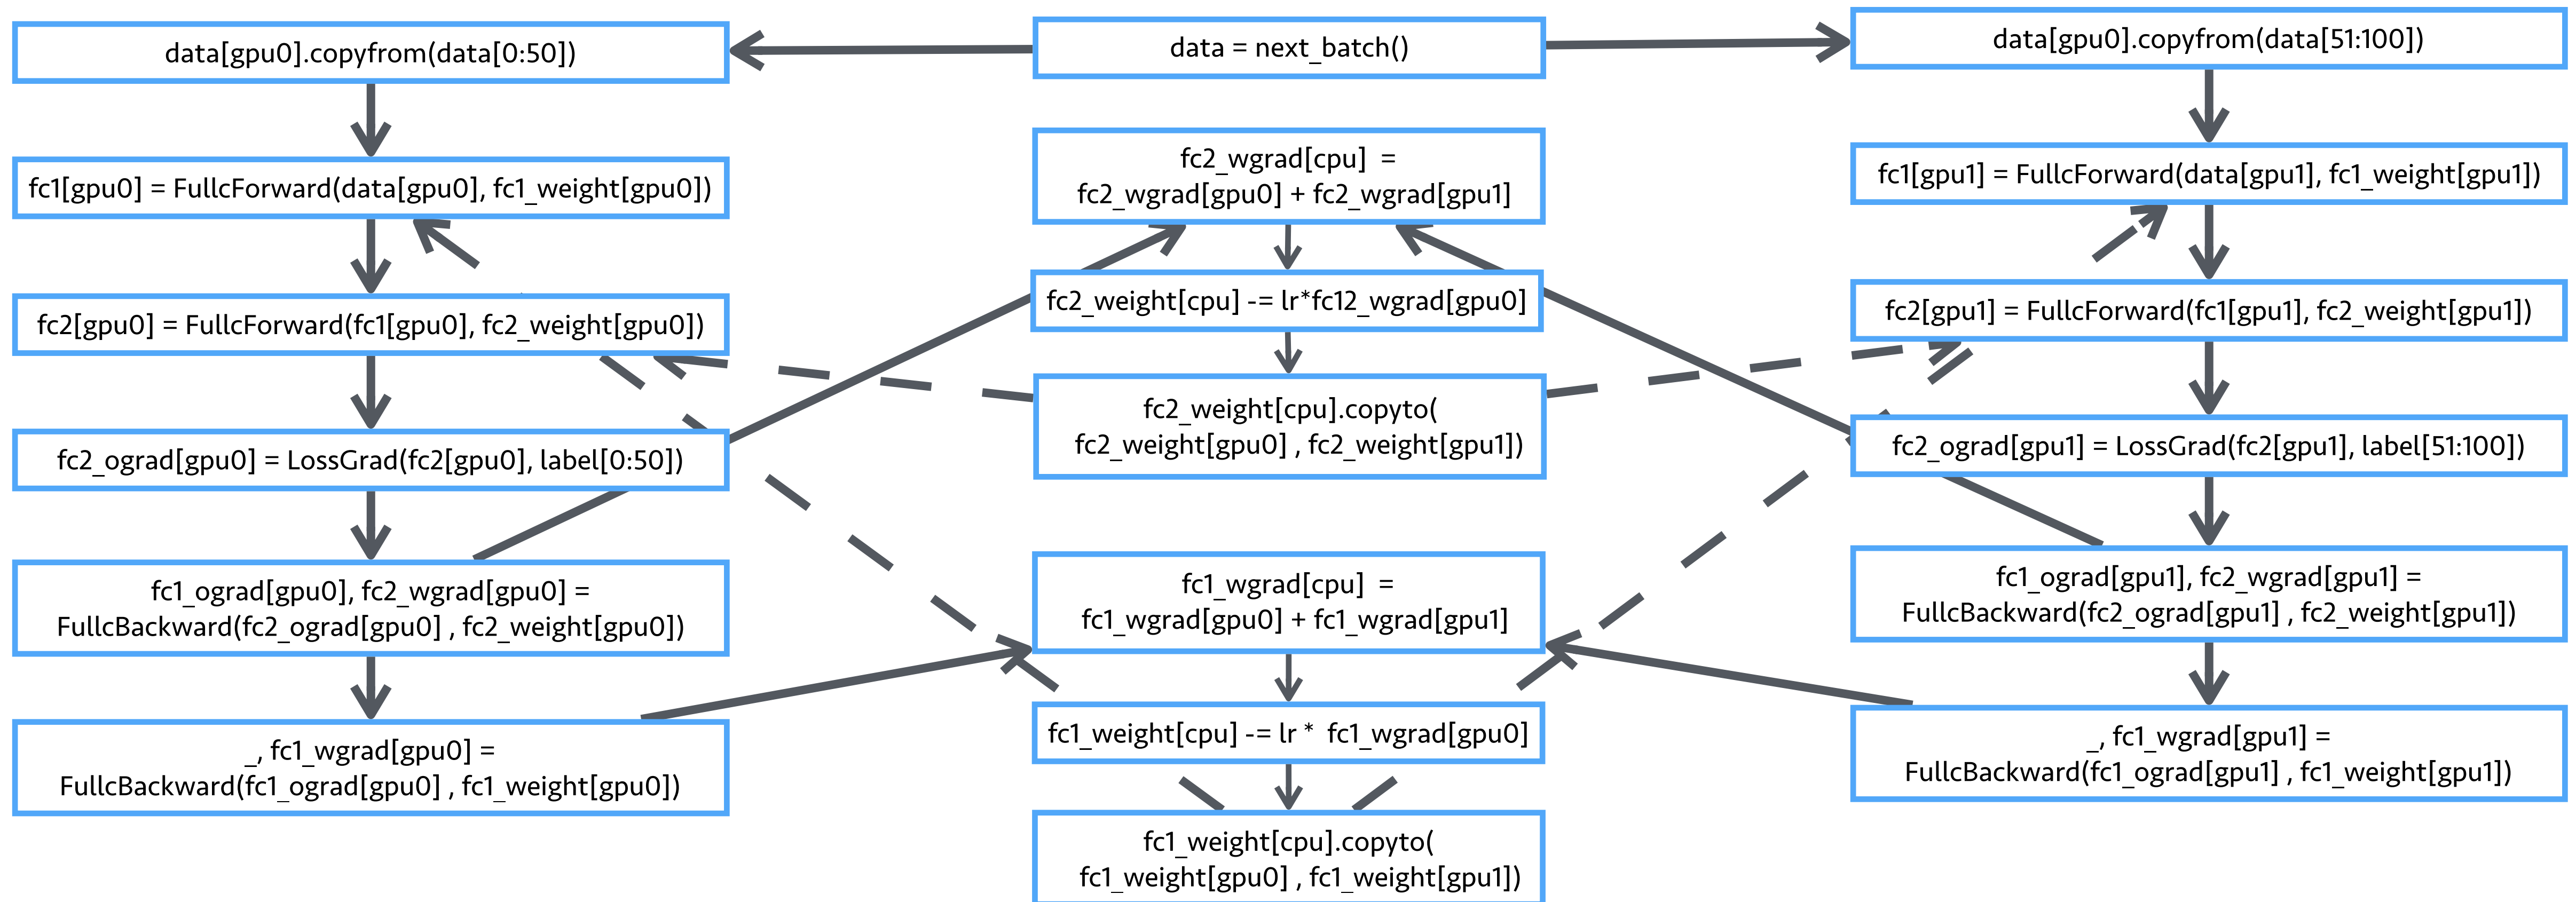 data[gpu0].copyfrom(data[0:50])
data = next_batch()
data[gpu0].copyfrom(data[51:100])
fc1[gpu0] = FullcForward(data[gpu0], fc1_weight[gpu0])
fc2_wgrad[cpu] =
fc2_wgrad[gpu0] + fc2_wgrad[gpu1]
fc1[gpu1] = FullcForward(data[gpu1], fc1_weight[gpu1])
fc2[gpu0] = FullcForward(fc1[gpu0], fc2_weight[gpu0])
fc2_weight[cpu] -= lr*fc12_wgrad[gpu0]
fc2[gpu1] = FullcForward(fc1[gpu1], fc2_weight[gpu1])
fc2_weight[cpu].copyto(
fc2_weight[gpu0] , fc2_weight[gpu1])
fc2_ograd[gpu0] = LossGrad(fc2[gpu0], label[0:50])
fc2_ograd[gpu1] = LossGrad(fc2[gpu1], label[51:100])
fc1_ograd[gpu0], fc2_wgrad[gpu0] =
FullcBackward(fc2_ograd[gpu0] , fc2_weight[gpu0])
fc1_wgrad[cpu] =
fc1_wgrad[gpu0] + fc1_wgrad[gpu1]
fc1_ograd[gpu1], fc2_wgrad[gpu1] =
FullcBackward(fc2_ograd[gpu1] , fc2_weight[gpu1])
_, fc1_wgrad[gpu0] =
FullcBackward(fc1_ograd[gpu0] , fc1_weight[gpu0])
fc1_weight[cpu] -= lr * fc1_wgrad[gpu0]
_, fc1_wgrad[gpu1] =
FullcBackward(fc1_ograd[gpu1] , fc1_weight[gpu1])
fc1_weight[cpu].copyto(
fc1_weight[gpu0] , fc1_weight[gpu1])